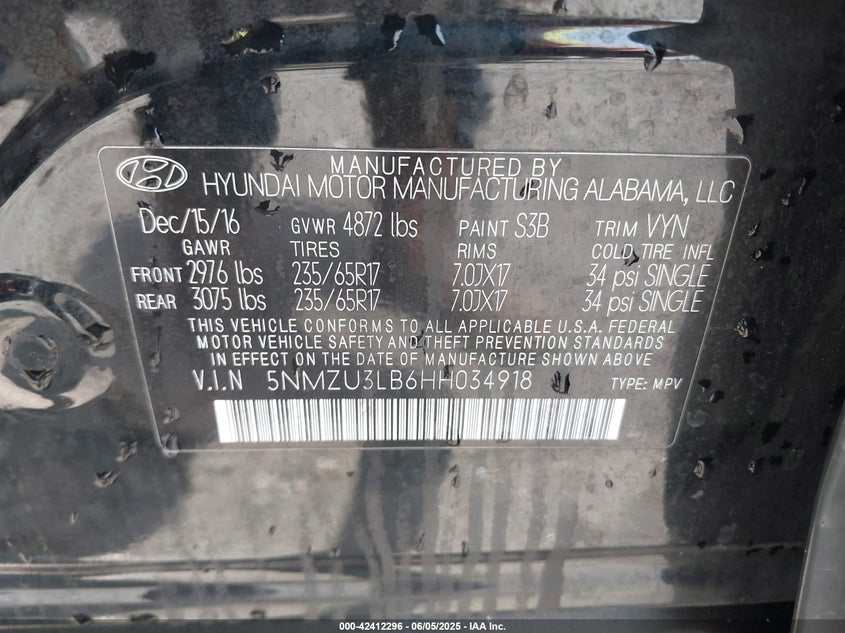 MANUFACTURED BY
HYUNDAI MOTOR MANUFACTURING ALABAMA, LLC
Dec/15/16 GVWR 4872 lbs PAINT S3B TRIM VYN
GAWR TIRES RIMS COLD TIRE INFL
FRONT 2976 lbs 235/65R17 7.0JX17 34 psi SINGLE
REAR 3075 lbs 235/65R17 7.0JX17 34 psi SINGLE
THIS VEHICLE CONFORMS TO ALL APPLICABLE U.S.A. FEDERAL
MOTOR VEHICLE SAFETY AND THEFT PREVENTION STANDARDS
IN EFFECT ON THE DATE OF MANUFACTURE SHOWN ABOVE
V.I.N 5NMZU3LB6HH034918 TYPE: MPV
000-42412296 - 06/05/2025 - IAA Inc.